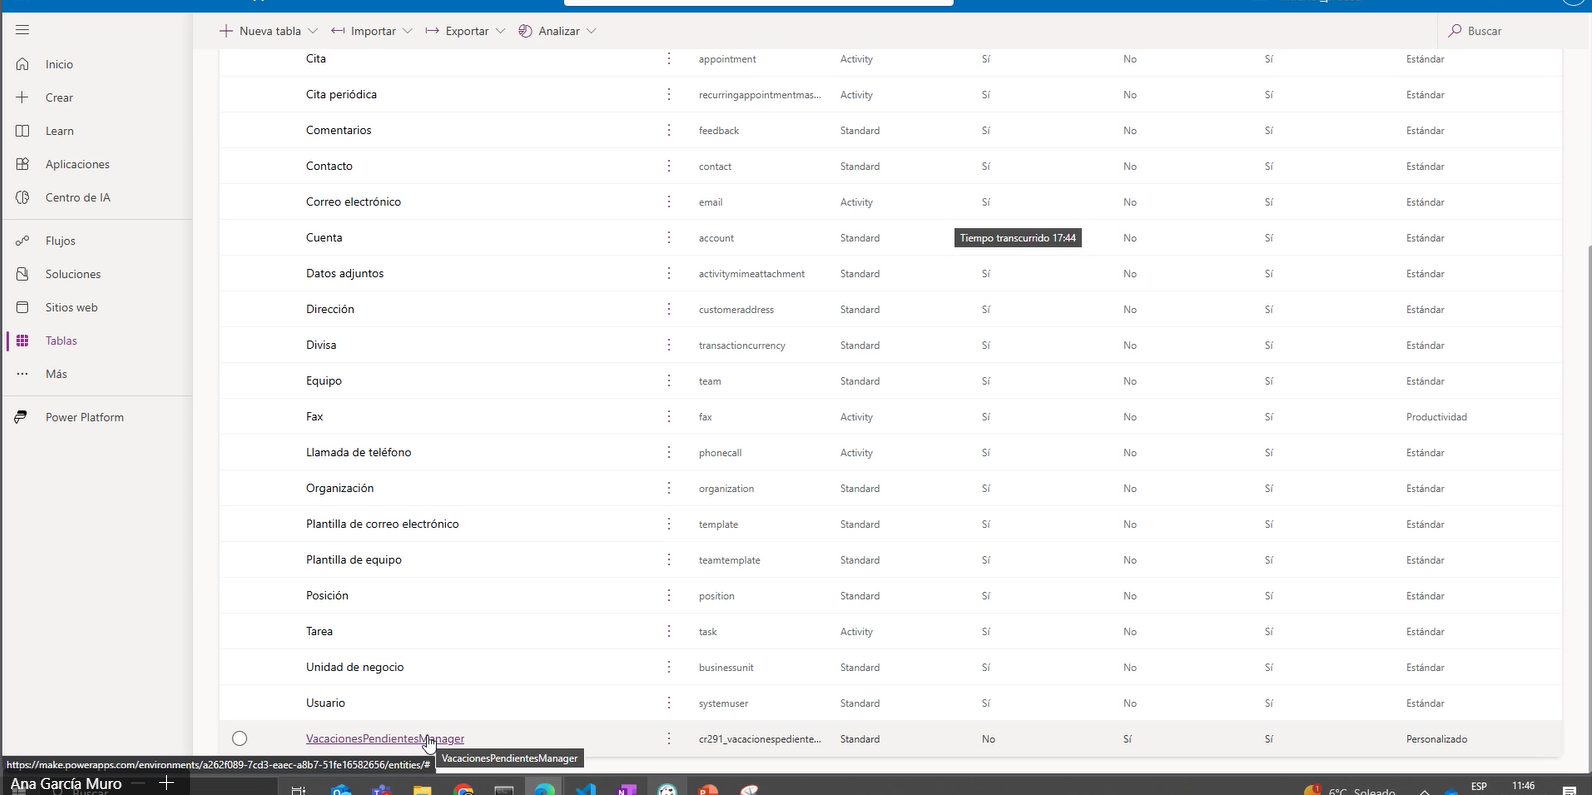 Nueva tabla Importar Exportar Analizar Buscar
Inicio
Crear
Learn
Aplicaciones
Centro de IA
Flujos
Soluciones
Sitios web
Tablas
Más
Power Platform
Cita appointment Activity Sí No Sí Estándar
Cita periódica recurringappointmentmas... Activity Sí No Sí Estándar
Comentarios feedback Standard Sí No Sí Estándar
Contacto contact Standard Sí No Sí Estándar
Correo electrónico email Activity Sí No Sí Estándar
Cuenta account Standard Tiempo transcurrido 17:44 No Sí Estándar
Datos adjuntos activitymimeattachment Standard Sí No Sí Estándar
Dirección customeraddress Standard Sí No Sí Estándar
Divisa transactioncurrency Standard Sí No Sí Estándar
Equipo team Standard Sí No Sí Estándar
Fax fax Activity Sí No Sí Productividad
Llamada de teléfono phonecall Activity Sí No Sí Estándar
Organización organization Standard Sí No Sí Estándar
Plantilla de correo electrónico template Standard Sí No Sí Estándar
Plantilla de equipo teamtemplate Standard Sí No Sí Estándar
Posición position Standard Sí No Sí Estándar
Tarea task Activity Sí No Sí Estándar
Unidad de negocio businessunit Standard Sí No Sí Estándar
Usuario systemuser Standard Sí No Sí Estándar
VacacionesPendientesManager cr291_vacacionespediente... Standard No Sí Sí Personalizado
VacacionesPendientesManager
https://make.powerapps.com/environments/a262f089-7cd3-eaec-a8b7-51fe16582656/entities/#
Ana García Muro
Buscar
6°C Soleado ESP 11:46